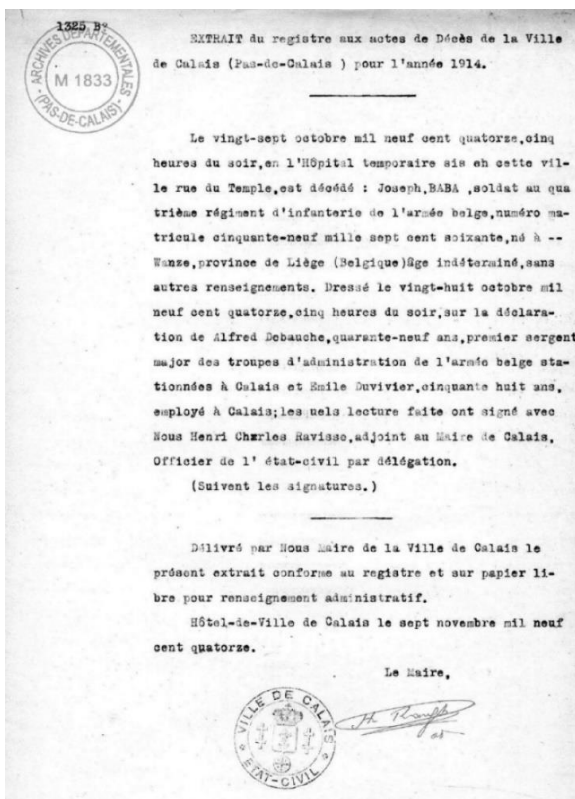 1325 Bº
ARCHIVES DÉPARTEMENTALES
M 1833
(PAS-DE-CALAIS)
EXTRAIT du registre aux actes de Décès de la Ville
de Calais (Pas-de-Calais ) pour l'année 1914.
Le vingt-sept octobre mil neuf cent quatorze,cinq
heures du soir,en l'Hôpital temporaire sis eh cette vil-
le rue du Temple,est décédé : Joseph,BABA ,soldat au qua
trième régiment d'infanterie de l'armée belge,numéro ma-
tricule cinquante-neuf mille sept cent soixante,né à --
Wanze,province de Liège (Belgique)âge indéterminé,sans
autres renseignements. Dressé le vingt-huit octobre mil
neuf cent quatorze,cinq heures du soir,sur la déclara-
tion de Alfred Debauche,quarante-neuf ans,premier sergent
major des troupes d'administration de l'armée belge sta-
tionnées à Calais et Emile Duvivier,cinquante huit ans,
employé à Calais;les uels lecture faite ont signé avec
Nous Henri Charles Ravisse,adjoint au Maire de Calais,
Officier de l' état-civil par délégation.
(Suivent les signatures.)
Délivré par Nous Maire de la Ville de Calais le
présent extrait conforme au registre et sur papier li-
bre pour renseignement administratif.
Hôtel-de-Ville de Calais le sept novembre mil neuf
cent quatorze.
Le Maire,
VILLE DE CALAIS
ETAT-CIVIL